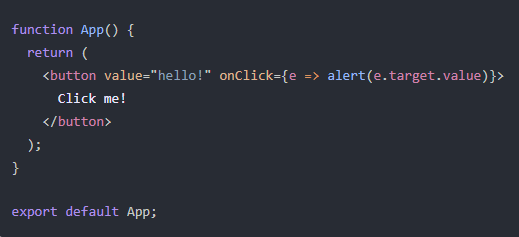 function App() {
  return (
    <button value="hello!" onClick={e => alert(e.target.value)}>
      Click me!
    </button>
  );
}

export default App;